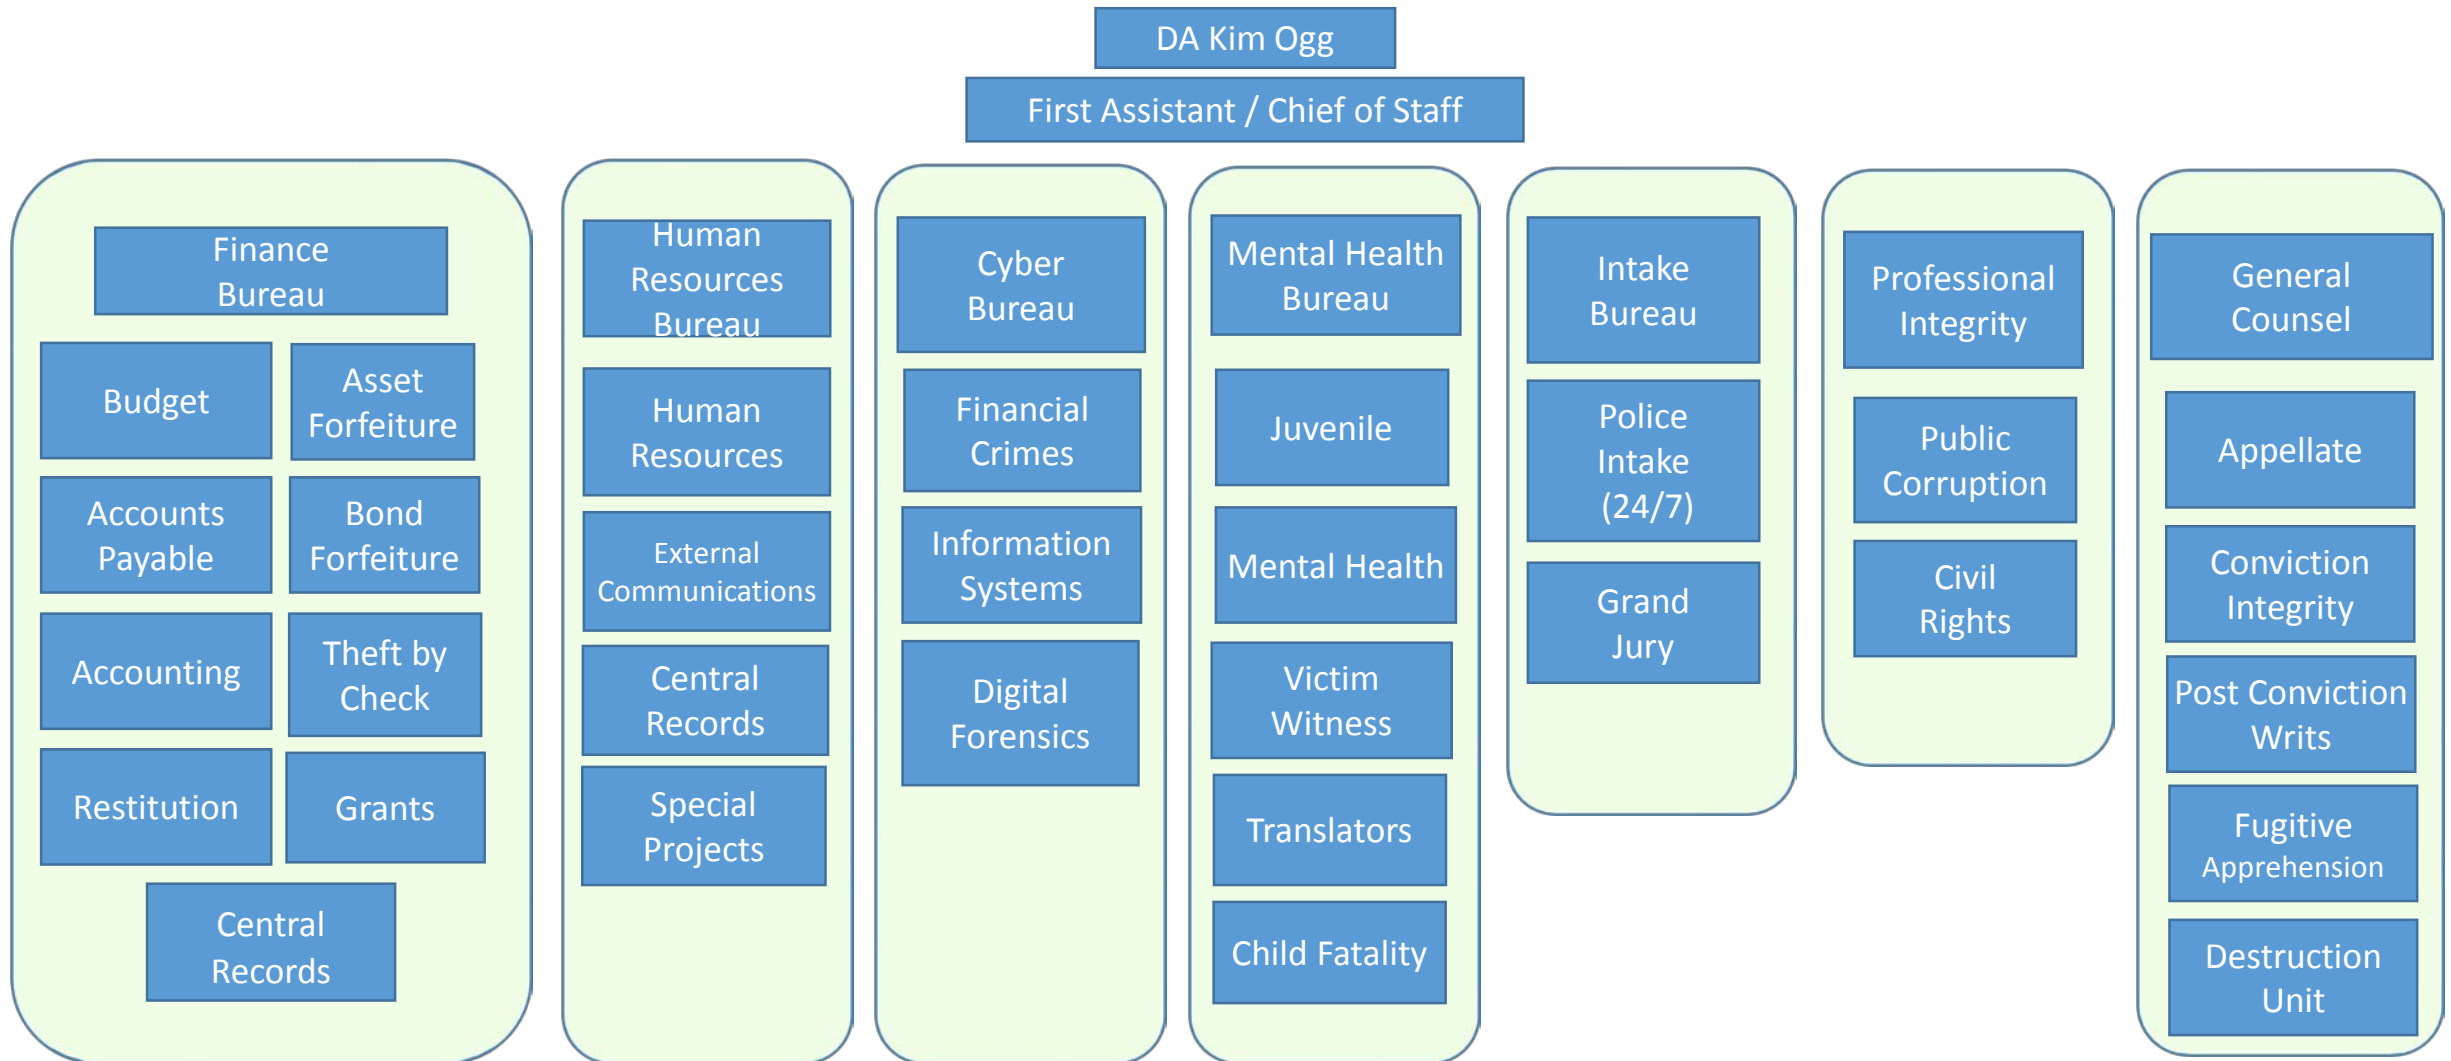 DA Kim Ogg
First Assistant / Chief of Staff
Finance
Bureau
Budget
Asset
Forfeiture
Accounts
Payable
Bond
Forfeiture
Accounting
Theft by
Check
Restitution
Grants
Central
Records
Human
Resources
Bureau
Human
Resources
External
Communications
Central
Records
Special
Projects
Cyber
Bureau
Financial
Crimes
Information
Systems
Digital
Forensics
Mental Health
Bureau
Juvenile
Mental Health
Victim
Witness
Translators
Child Fatality
Intake
Bureau
Police
Intake
(24/7)
Grand
Jury
Professional
Integrity
Public
Corruption
Civil
Rights
General
Counsel
Appellate
Conviction
Integrity
Post Conviction
Writs
Fugitive
Apprehension
Destruction
Unit